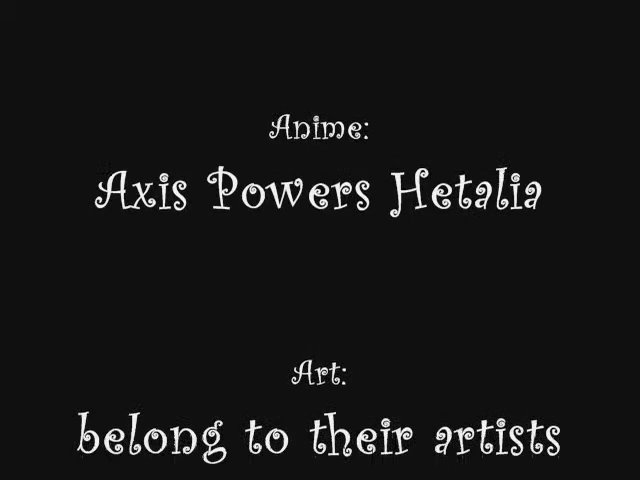 Anime:
Axis Powers Hetalia
Art:
belong to their artists